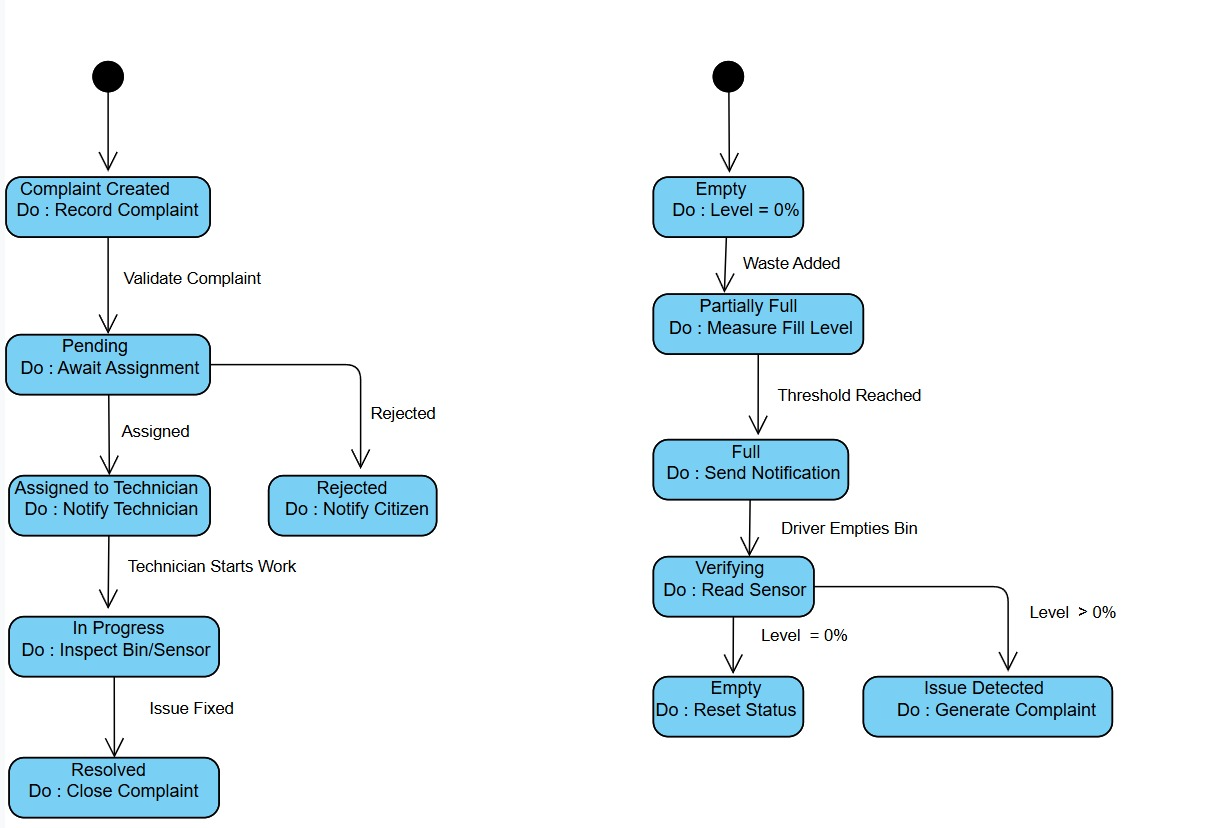 Complaint Created
Do : Record Complaint
Validate Complaint
Pending
Do : Await Assignment
Rejected
Assigned
Assigned to Technician
Do : Notify Technician
Rejected
Do : Notify Citizen
Technician Starts Work
In Progress
Do : Inspect Bin/Sensor
Issue Fixed
Resolved
Do : Close Complaint
Empty
Do : Level = 0%
Waste Added
Partially Full
Do : Measure Fill Level
Threshold Reached
Full
Do : Send Notification
Driver Empties Bin
Verifying
Do : Read Sensor
Level > 0%
Level = 0%
Empty
Do : Reset Status
Issue Detected
Do : Generate Complaint